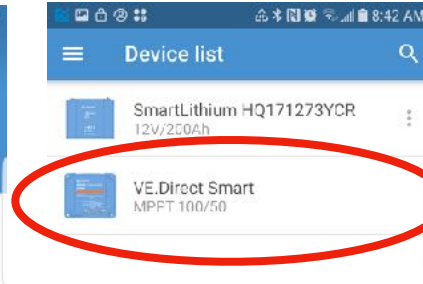 8:42 AM
Device list
SmartLithium HQ171273YCR
12V/200Ah
VE.Direct Smart
MPPT 100/50